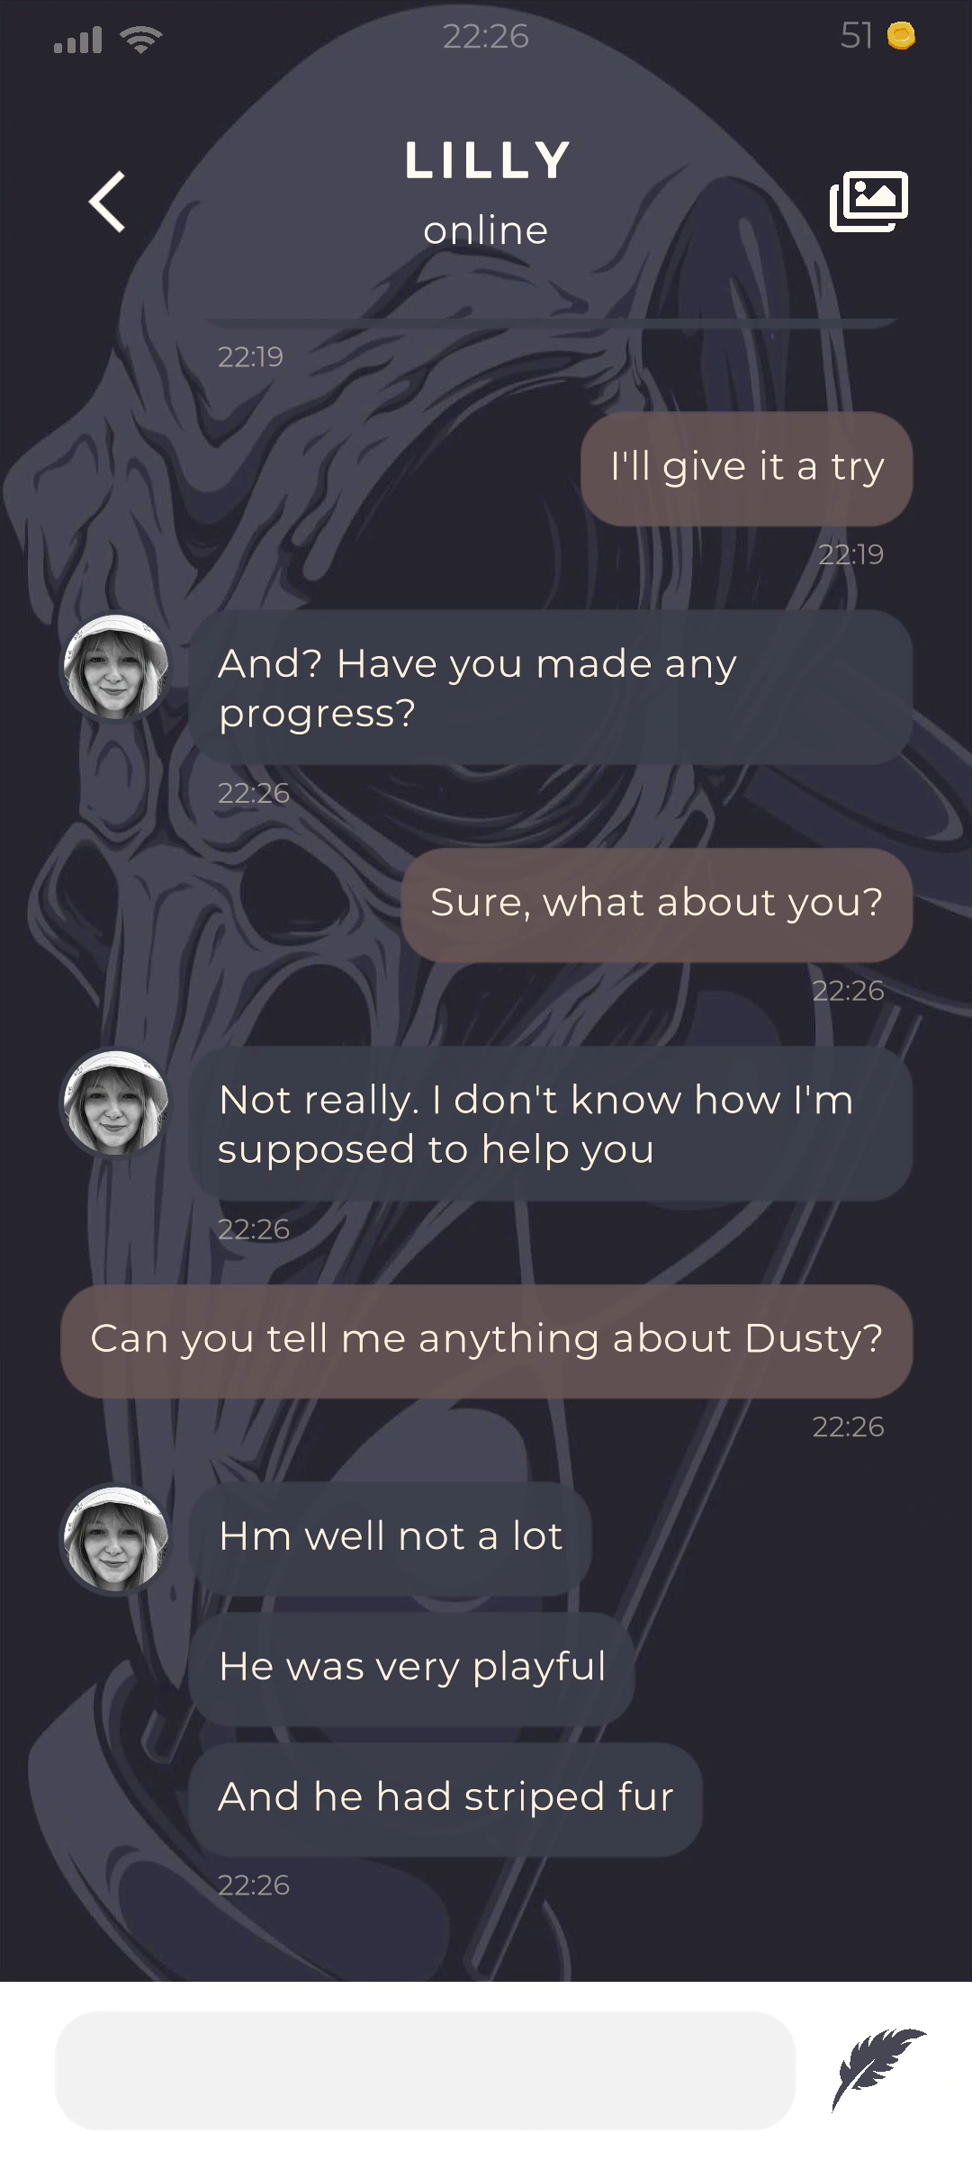 22:26
51
LILLY
online
22:19
I'll give it a try
22:19
And? Have you made any
progress?
22:26
Sure, what about you?
22:26
Not really. I don't know how I'm
supposed to help you
22:26
Can you tell me anything about Dusty?
22:26
Hm well not a lot
He was very playful
And he had striped fur
22:26